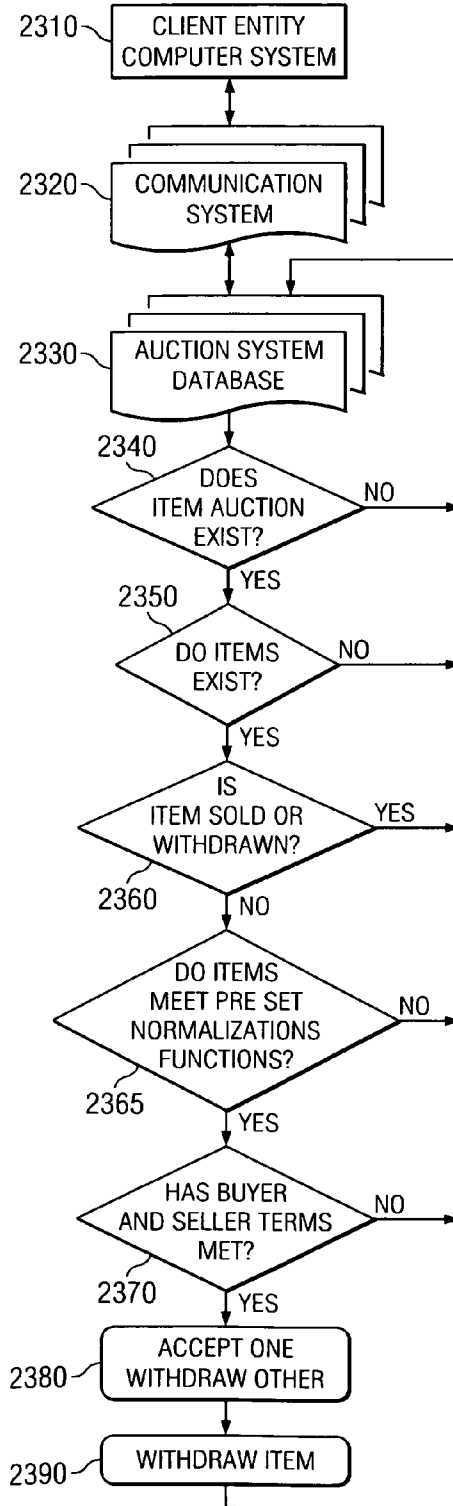 2310
CLIENT ENTITY
COMPUTER SYSTEM
2320
COMMUNICATION
SYSTEM
2330
AUCTION SYSTEM
DATABASE
2340
DOES
ITEM AUCTION
EXIST?
NO
YES
2350
DO ITEMS
EXIST?
NO
YES
IS
ITEM SOLD OR
WITHDRAWN?
YES
2360
NO
DO ITEMS
MEET PRE SET
NORMALIZATIONS
FUNCTIONS?
NO
2365
YES
HAS BUYER
AND SELLER TERMS
MET?
NO
2370
YES
2380
ACCEPT ONE
WITHDRAW OTHER
2390
WITHDRAW ITEM